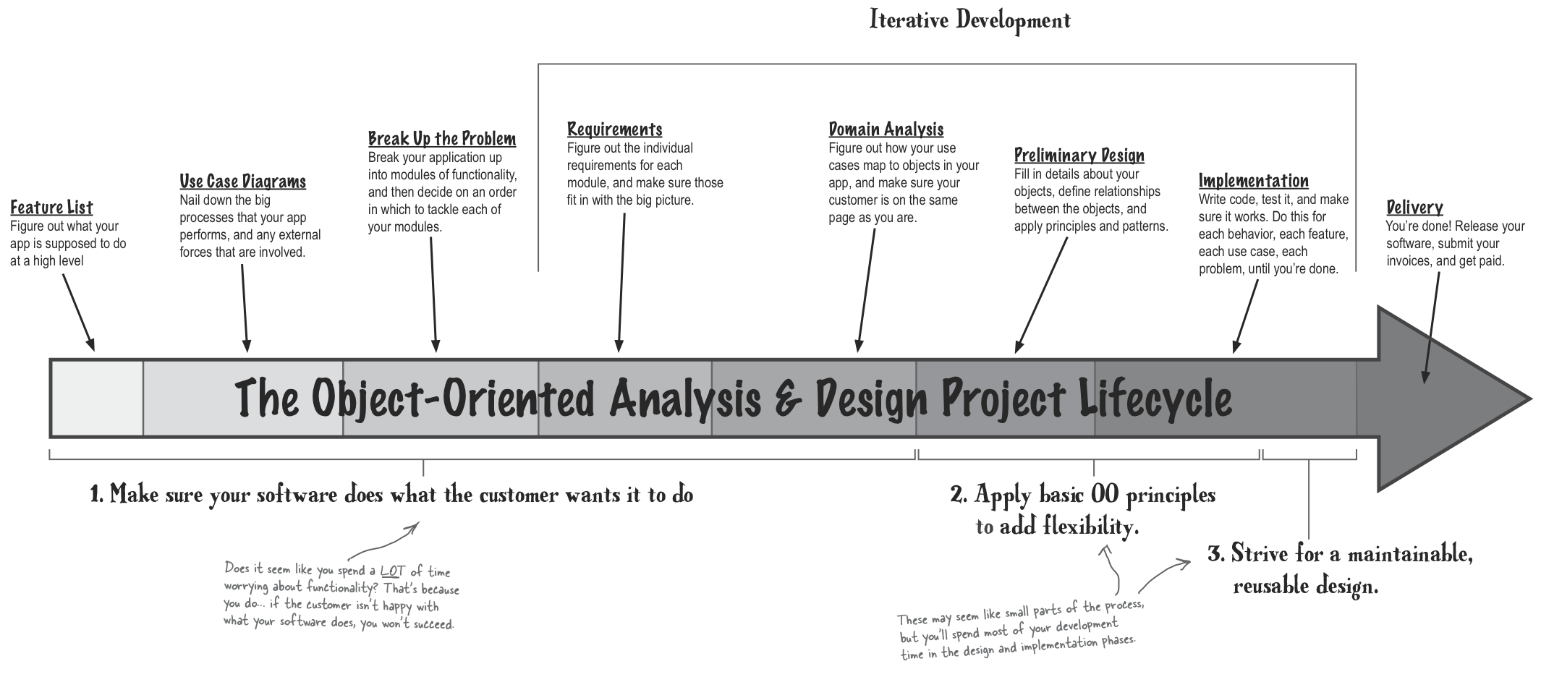 Iterative Development
Feature List
Figure out what your
app is supposed to do
at a high level
Use Case Diagrams
Nail down the big
processes that your app
performs, and any external
forces that are involved.
Break Up the Problem
Break your application up
into modules of functionality,
and then decide on an order
in which to tackle each of
your modules.
Requirements
Figure out the individual
requirements for each
module, and make sure those
fit in with the big picture.
Domain Analysis
Figure out how your use
cases map to objects in your
app, and make sure your
customer is on the same
page as you are.
Preliminary Design
Fill in details about your
objects, define relationships
between the objects, and
apply principles and patterns.
Implementation
Write code, test it, and make
sure it works. Do this for
each behavior, each feature,
each use case, each
problem, until you're done.
Delivery
You're done! Release your
software, submit your
invoices, and get paid.
The Object-Oriented Analysis & Design Project Lifecycle
1. Make sure your software does what the customer wants it to do
Does it seem like you spend a LOT of time
worrying about functionality? That's because
you do... if the customer isn't happy with
what your software does, you won't succeed.
2. Apply basic OO principles
to add flexibility.
3. Strive for a maintainable,
reusable design.
These may seem like small parts of the process,
but you'll spend most of your development
time in the design and implementation phases.